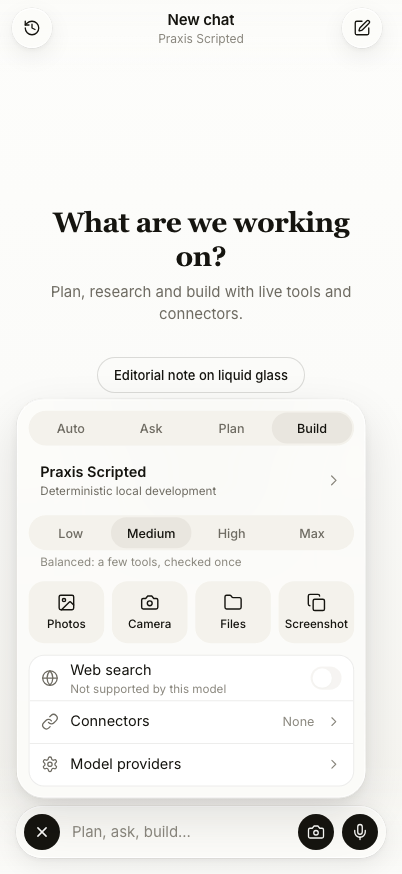 New chat
Praxis Scripted
What are we working
on?
Plan, research and build with live tools and
connectors.
Editorial note on liquid glass
Auto Ask Plan Build
Praxis Scripted
Deterministic local development
Low Medium High Max
Balanced: a few tools, checked once
Photos Camera Files Screenshot
Web search
Not supported by this model
Connectors None
Model providers
Plan, ask, build...